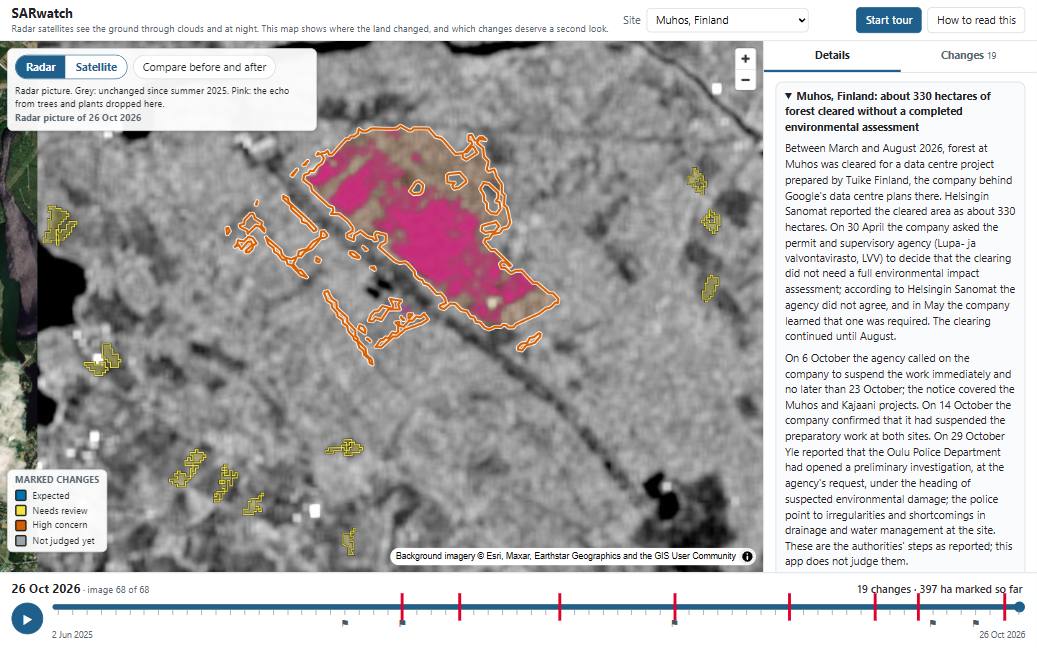 SARwatch
Radar satellites see the ground through clouds and at night. This map shows where the land changed, and which changes deserve a second look.
Site
Muhos, Finland
Start tour
How to read this
Radar
Satellite
Compare before and after
Radar picture. Grey: unchanged since summer 2025. Pink: the echo
from trees and plants dropped here.
Radar picture of 26 Oct 2026
+
−
Details
Changes 19
▼ Muhos, Finland: about 330 hectares of
forest cleared without a completed
environmental assessment
Between March and August 2026, forest at
Muhos was cleared for a data centre project
prepared by Tuike Finland, the company behind
Google's data centre plans there. Helsingin
Sanomat reported the cleared area as about 330
hectares. On 30 April the company asked the
permit and supervisory agency (Lupa- ja
valvontavirasto, LVV) to decide that the clearing
did not need a full environmental impact
assessment; according to Helsingin Sanomat the
agency did not agree, and in May the company
learned that one was required. The clearing
continued until August.
On 6 October the agency called on the
company to suspend the work immediately and
no later than 23 October; the notice covered the
Muhos and Kajaani projects. On 14 October the
company confirmed that it had suspended the
preparatory work at both sites. On 29 October
Yle reported that the Oulu Police Department
had opened a preliminary investigation, at the
agency's request, under the heading of
suspected environmental damage; the police
point to irregularities and shortcomings in
drainage and water management at the site.
These are the authorities' steps as reported; this
app does not judge them.
MARKED CHANGES
Expected
Needs review
High concern
Not judged yet
Background imagery © Esri, Maxar, Earthstar Geographics and the GIS User Community
26 Oct 2026 · image 68 of 68
19 changes · 397 ha marked so far
2 Jun 2025
26 Oct 2026